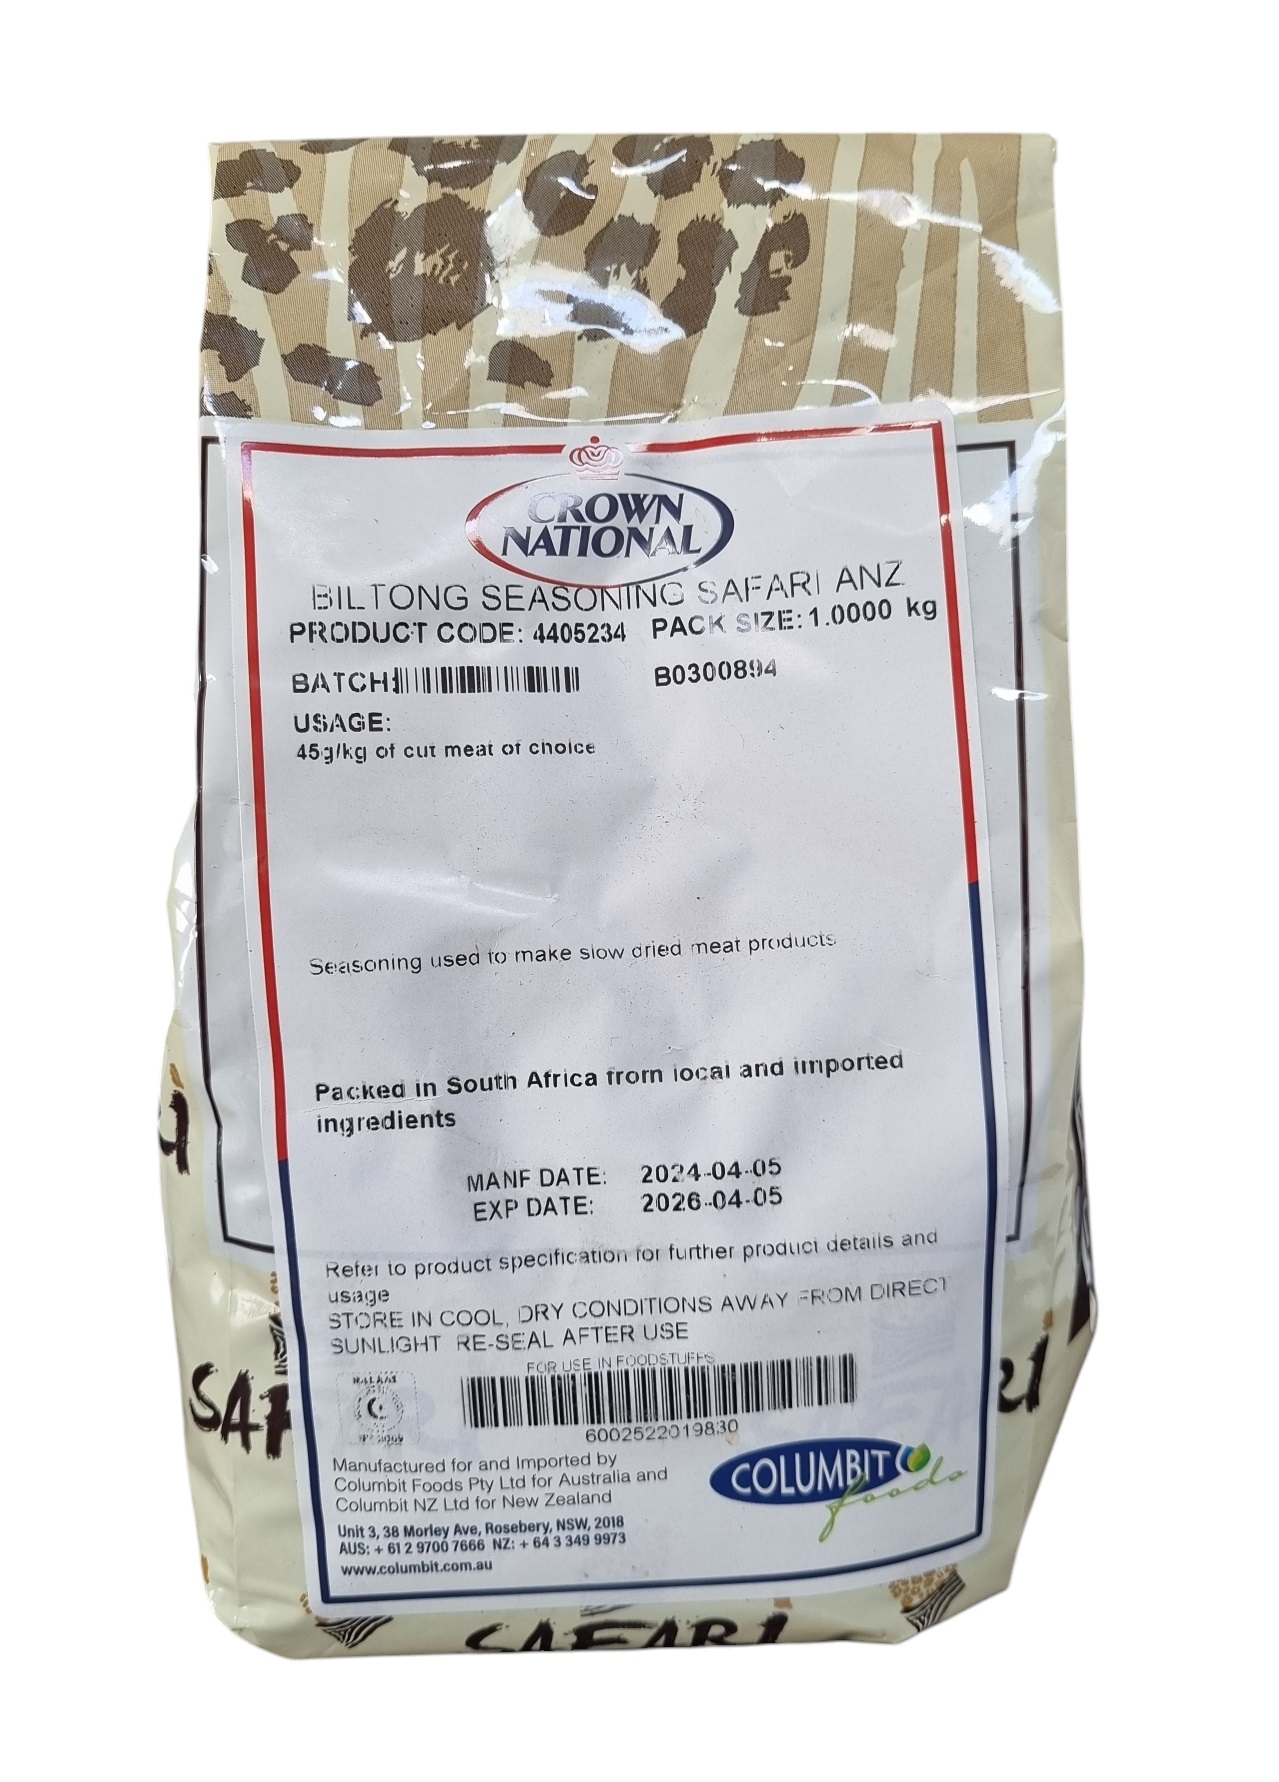 CROWN
NATIONAL
BILTONG SEASONING SAFARI ANZ
PRODUCT CODE: 4405234 PACK SIZE: 1.0000 kg
BATCH: B0300894
USAGE:
45g/kg of cut meat of choice
Seasoning used to make slow dried meat products
Packed in South Africa from local and imported
ingredients
MANF DATE: 2024-04-05
EXP DATE: 2026-04-05
Refer to product specification for further product details and
usage
STORE IN COOL, DRY CONDITIONS AWAY FROM DIRECT
SUNLIGHT RE-SEAL AFTER USE
FOR USE IN FOODSTUFFS
6002522019830
Manufactured for and Imported by
Columbit Foods Pty Ltd for Australia and
Columbit NZ Ltd for New Zealand
Unit 3, 38 Morley Ave, Rosebery, NSW, 2018
AUS: + 61 2 9700 7666 NZ: + 64 3 349 9973
www.columbit.com.au
COLUMBIT
foods
SAF
RI
SAFARI